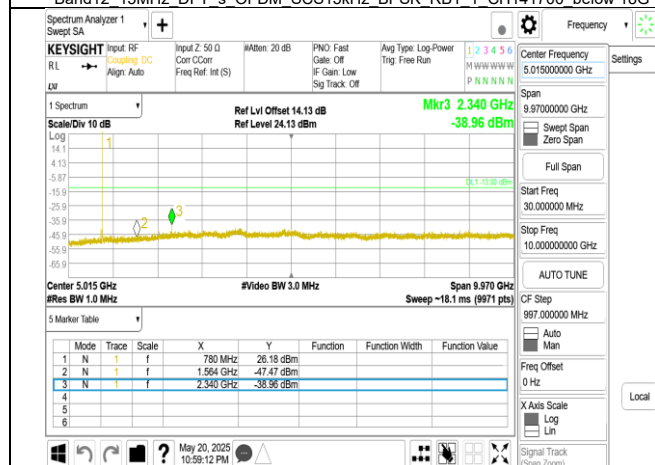 Band12_15MHz_DFT_s_OFDM_SCS15kHz_BPSK_RB1_1_CH141700_below 10G
Spectrum Analyzer 1
Swept SA
Frequency
KEYSIGHT
RL
LXI
Input: RF
Coupling: DC
Align: Auto
Input Z: 50 Ω
Corr CCorr
Freq Ref: Int (S)
#Atten: 20 dB
PNO: Fast
Gate: Off
IF Gain: Low
Sig Track: Off
Avg Type: Log-Power
Trig: Free Run
1 2 3 4 5 6
M W W W W W
P N N N N N
Center Frequency
5.015000000 GHz
Settings
Span
9.97000000 GHz
Swept Span
Zero Span
Full Span
Start Freq
30.000000 MHz
Stop Freq
10.000000000 GHz
AUTO TUNE
CF Step
997.000000 MHz
Auto
Man
Freq Offset
0 Hz
Local
X Axis Scale
Log
Lin
Signal Track
(Span Zoom)
1 Spectrum
Scale/Div 10 dB
Ref Lvl Offset 14.13 dB
Ref Level 24.13 dBm
Mkr3 2.340 GHz
-38.96 dBm
Log
14.1
4.13
-5.87
-15.9
-25.9
-35.9
-45.9
-55.9
-65.9
1
2
3
DL1 -13.00 dBm
Center 5.015 GHz
#Video BW 3.0 MHz
Span 9.970 GHz
#Res BW 1.0 MHz
Sweep ~18.1 ms (9971 pts)
5 Marker Table
Mode Trace Scale X Y Function Function Width Function Value
1 N 1 f 780 MHz 26.18 dBm
2 N 1 f 1.564 GHz -47.47 dBm
3 N 1 f 2.340 GHz -38.96 dBm
4
5
6
?
May 20, 2025
10:59:12 PM